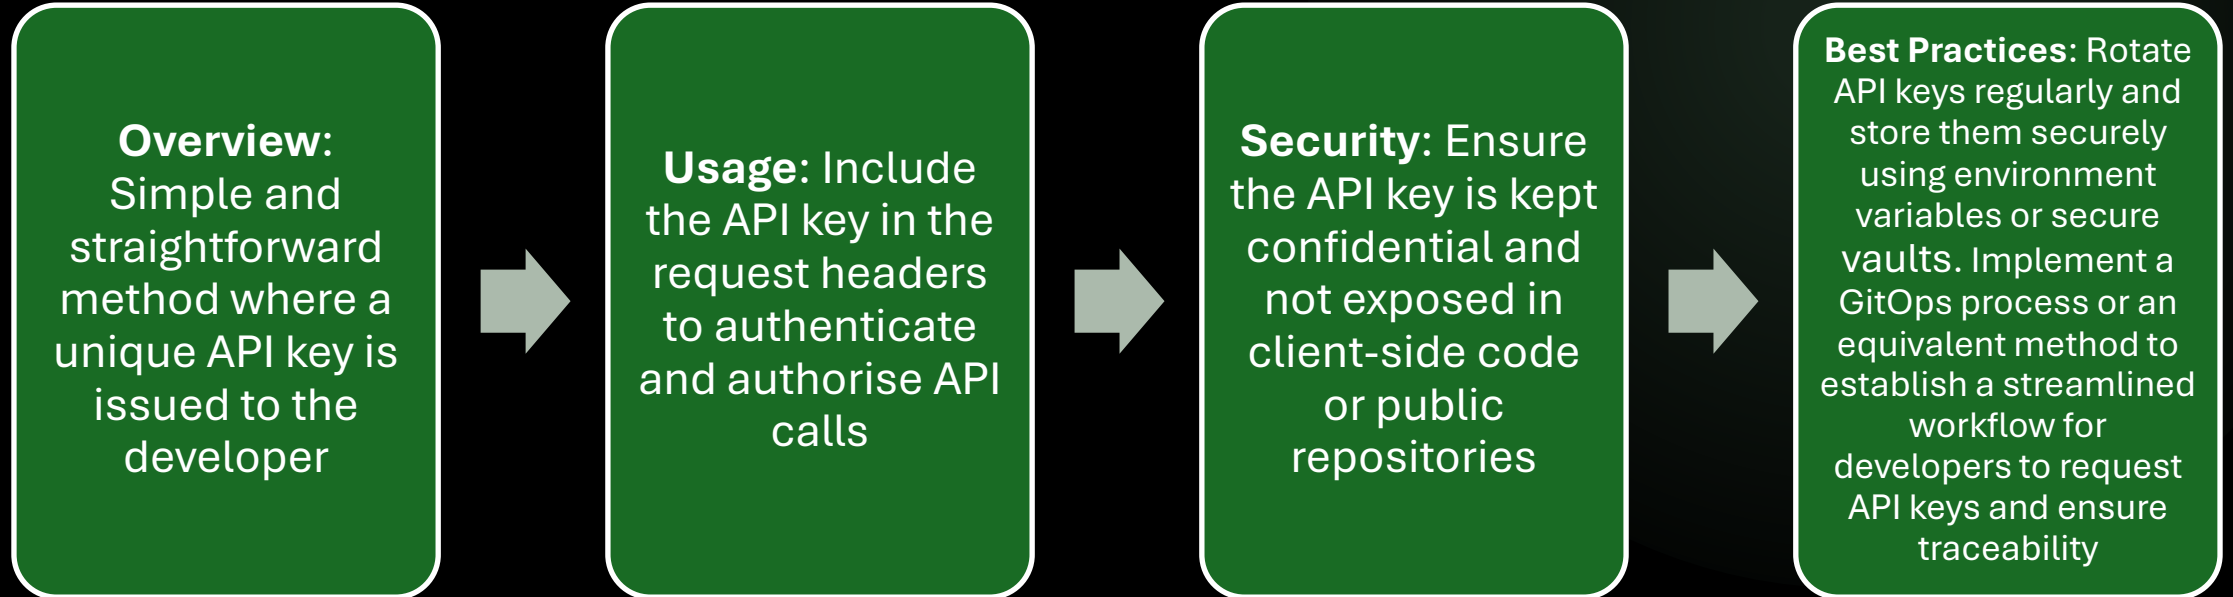 Overview:
Simple and
straightforward
method where a
unique API key is
issued to the
developer
Usage: Include
the API key in the
request headers
to authenticate
and authorise API
calls
Security: Ensure
the API key is kept
confidential and
not exposed in
client-side code
or public
repositories
Best Practices: Rotate
API keys regularly and
store them securely
using environment
variables or secure
vaults. Implement a
GitOps process or an
equivalent method to
establish a streamlined
workflow for
developers to request
API keys and ensure
traceability